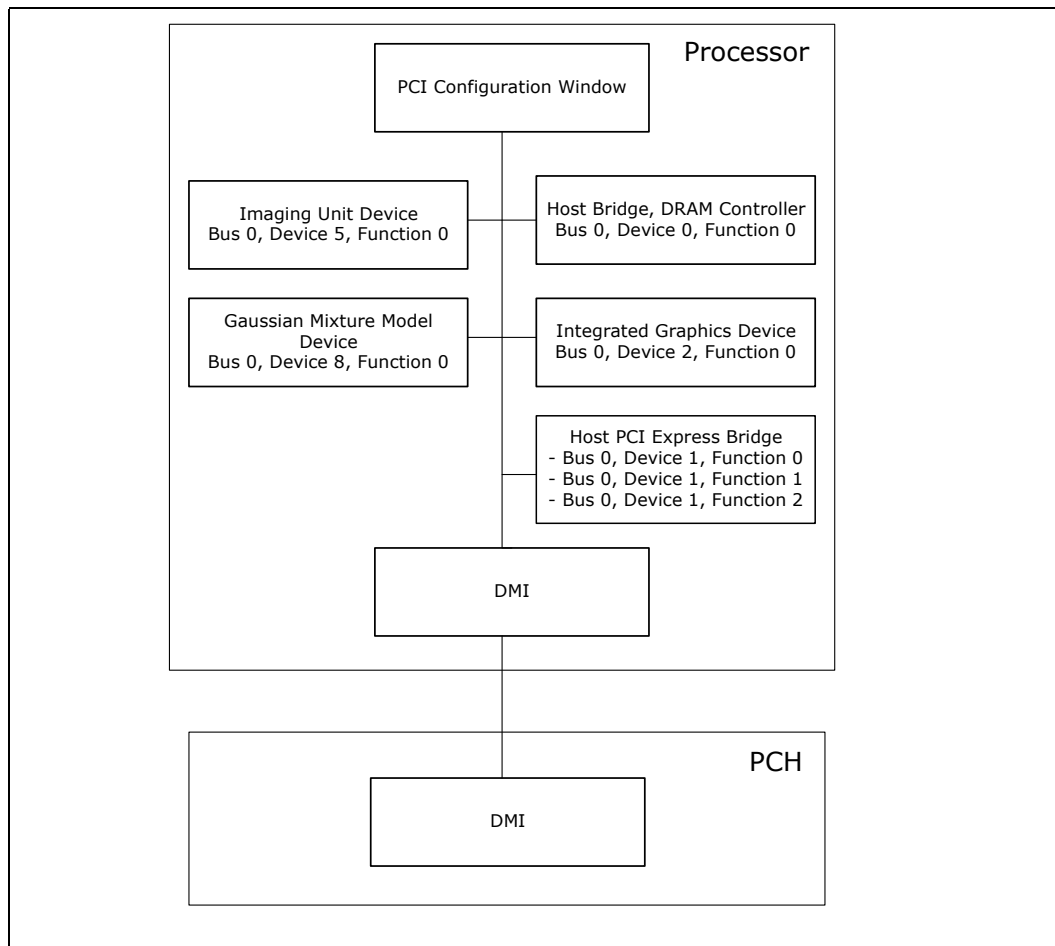 Processor
PCI Configuration Window
Imaging Unit Device
Bus 0, Device 5, Function 0
Host Bridge, DRAM Controller
Bus 0, Device 0, Function 0
Gaussian Mixture Model
Device
Bus 0, Device 8, Function 0
Integrated Graphics Device
Bus 0, Device 2, Function 0
Host PCI Express Bridge
- Bus 0, Device 1, Function 0
- Bus 0, Device 1, Function 1
- Bus 0, Device 1, Function 2
DMI
PCH
DMI